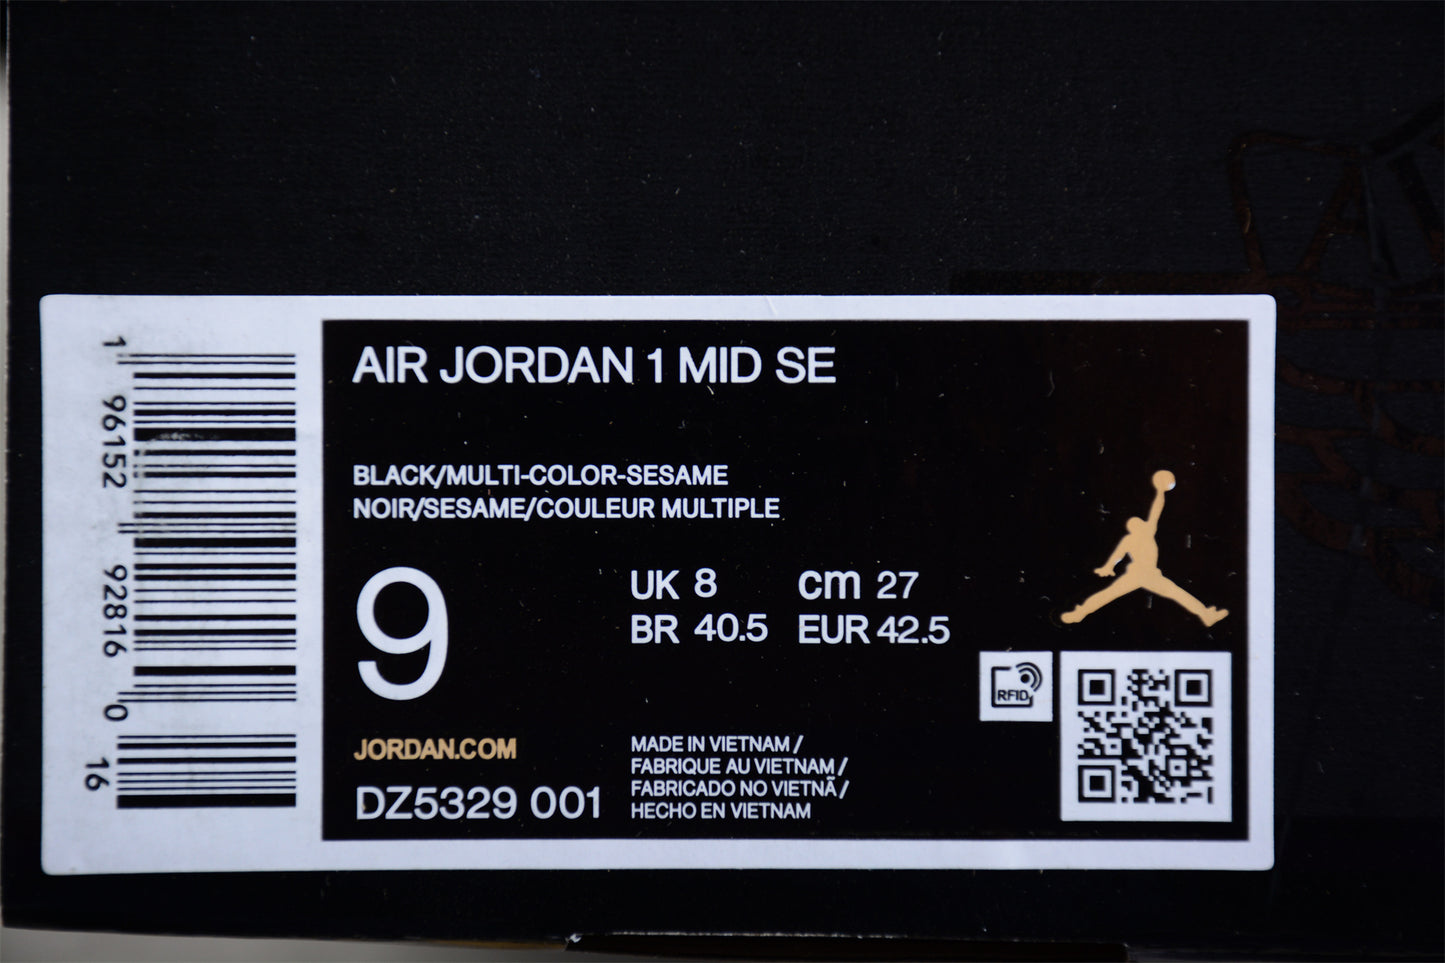 AIR JORDAN 1 MID SE
BLACK/MULTI-COLOR-SESAME
NOIR/SESAME/COULEUR MULTIPLE
9
UK 8 cm 27
BR 40.5 EUR 42.5
RFID
JORDAN.COM
DZ5329 001
MADE IN VIETNAM /
FABRIQUE AU VIETNAM /
FABRICADO NO VIETNÃ /
HECHO EN VIETNAM
1 96152 92816 0 16